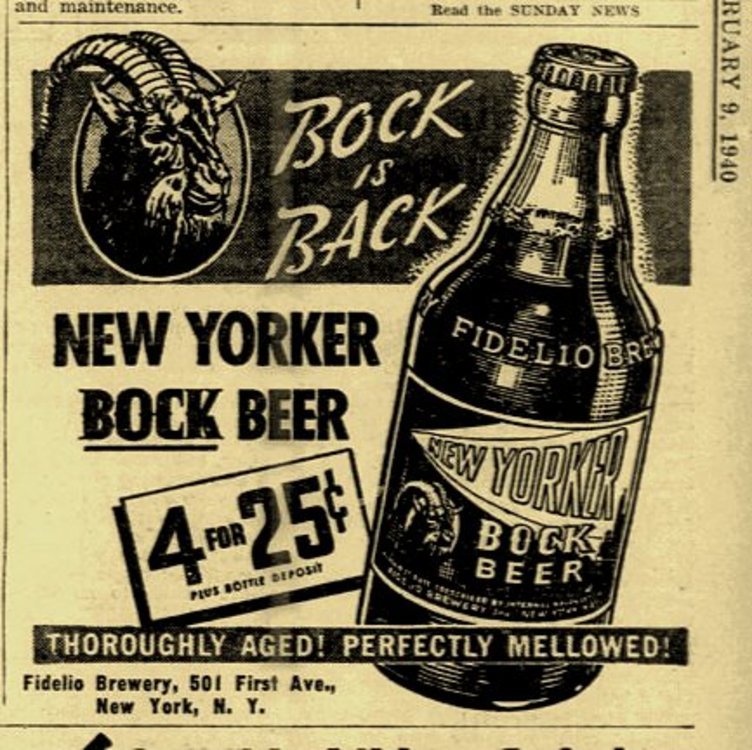 and maintenance.
Read the SUNDAY NEWS
RUARY 9, 1940
BOCK
IS
BACK
NEW YORKER
BOCK BEER
4 FOR 25¢
PLUS BOTTLE DEPOSIT
FIDELIO BRE
NEW YORKER
BOCK
BEER
THOROUGHLY AGED! PERFECTLY MELLOWED!
Fidelio Brewery, 501 First Ave.,
New York, N. Y.